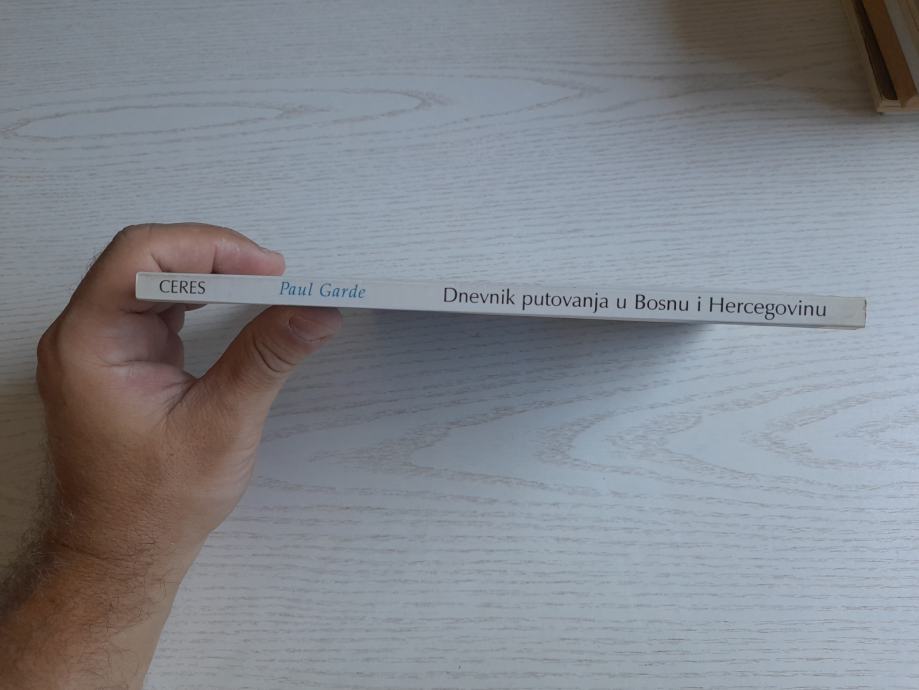 CERES Paul Garde Dnevnik putovanja u Bosnu i Hercegovinu